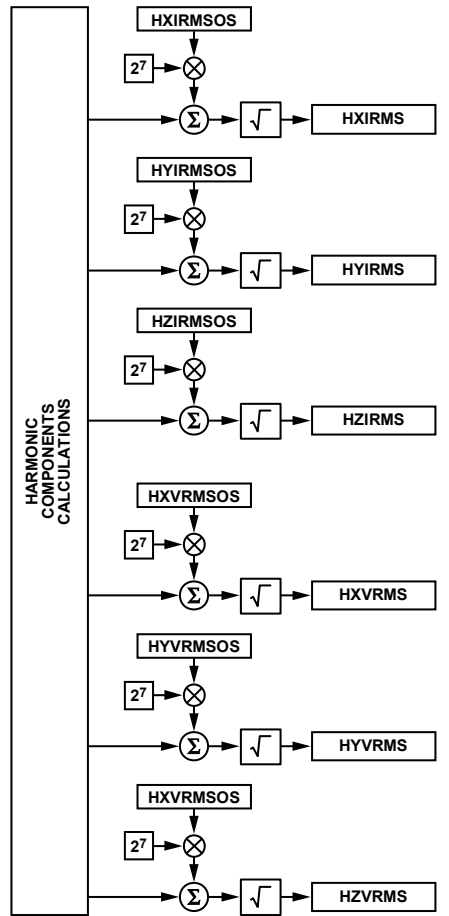 HXIRMSOS
2⁷
Σ
√
HXIRMS
HYIRMSOS
2⁷
Σ
√
HYIRMS
HZIRMSOS
2⁷
Σ
√
HZIRMS
HARMONIC
COMPONENTS
CALCULATIONS
HXVRMSOS
2⁷
Σ
√
HXVRMS
HYVRMSOS
2⁷
Σ
√
HYVRMS
HXVRMSOS
2⁷
Σ
√
HZVRMS